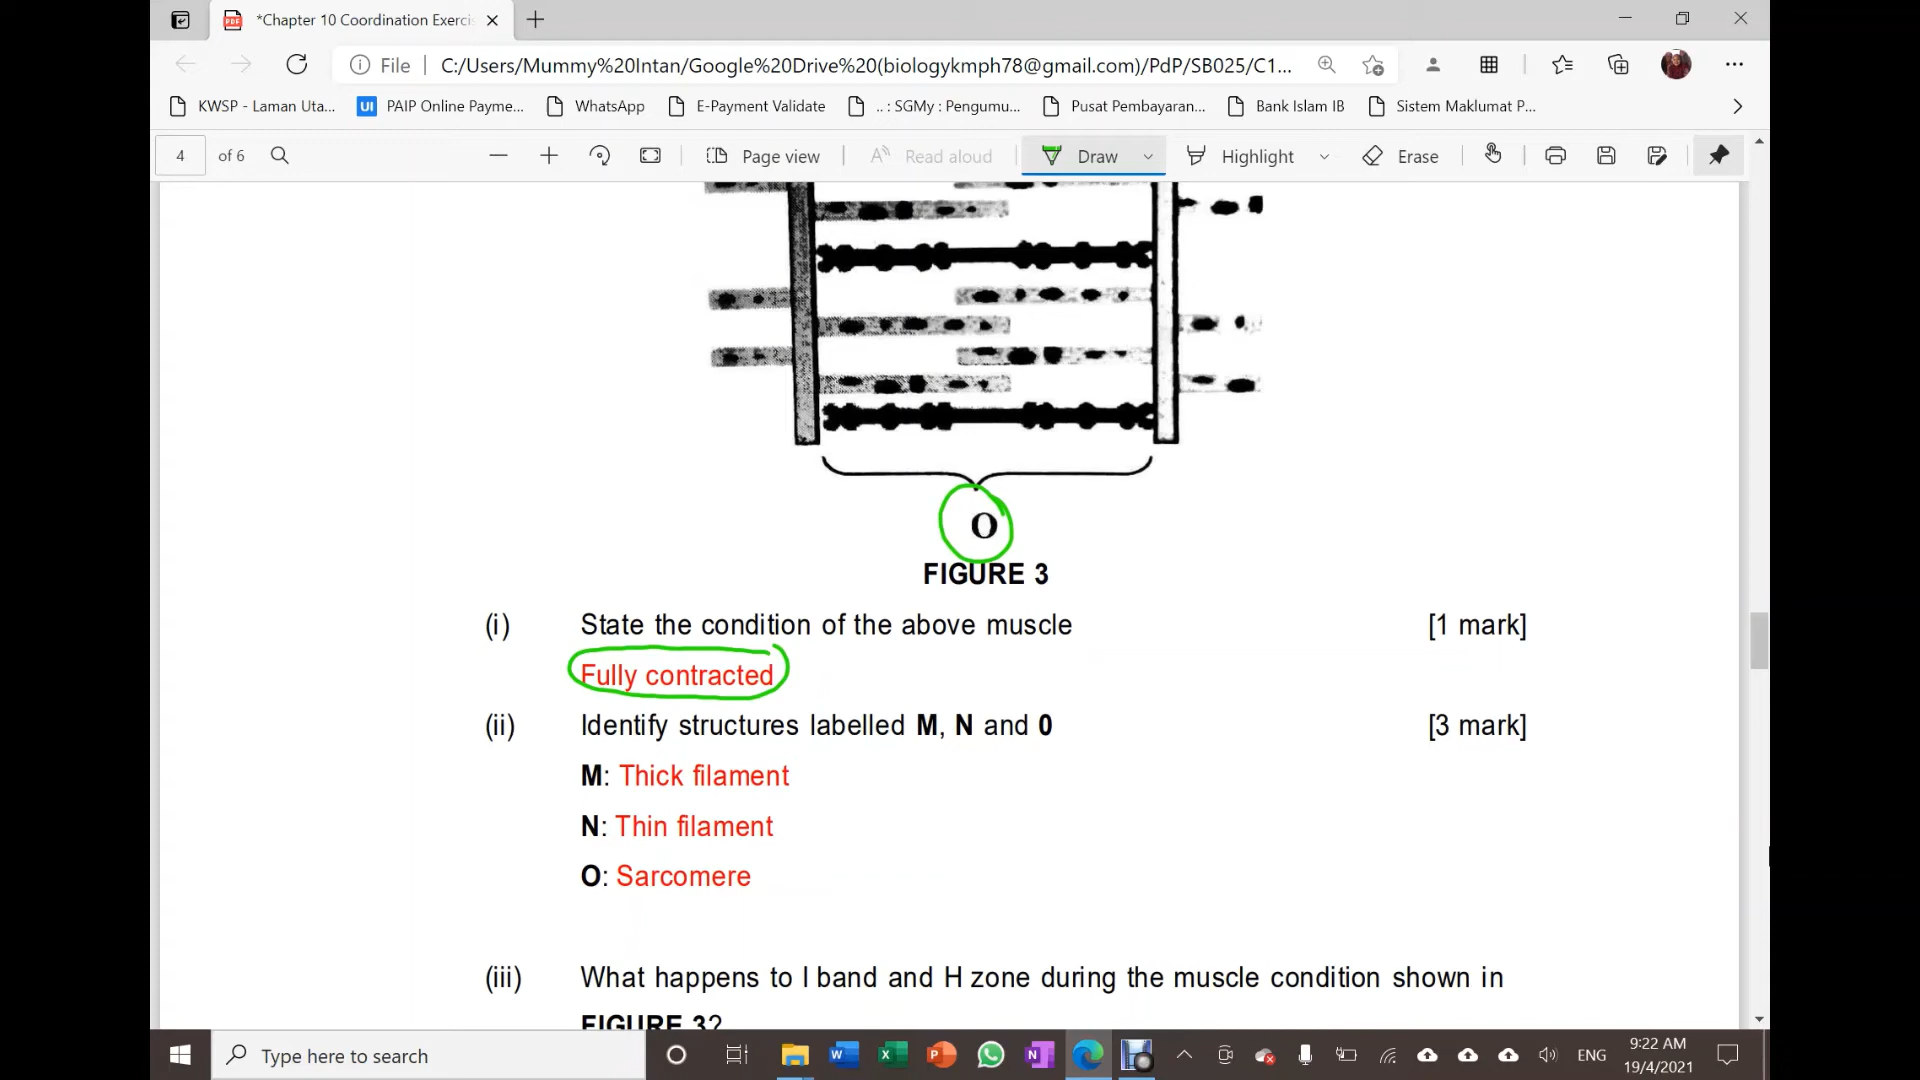 *Chapter 10 Coordination Exerci
File
C:/Users/Mummy%20Intan/Google%20Drive%20(biologykmph78@gmail.com)/PdP/SB025/C1...
KWSP - Laman Uta...
UI PAIP Online Payme...
WhatsApp
E-Payment Validate
.. : SGMy : Pengumu...
Pusat Pembayaran...
Bank Islam IB
Sistem Maklumat P...
4 of 6
Page view
Read aloud
Draw
Highlight
Erase
O
FIGURE 3
(i) State the condition of the above muscle [1 mark]
Fully contracted
(ii) Identify structures labelled M, N and 0 [3 mark]
M: Thick filament
N: Thin filament
O: Sarcomere
(iii) What happens to I band and H zone during the muscle condition shown in
FIGURE 3?
Type here to search
ENG
9:22 AM
19/4/2021